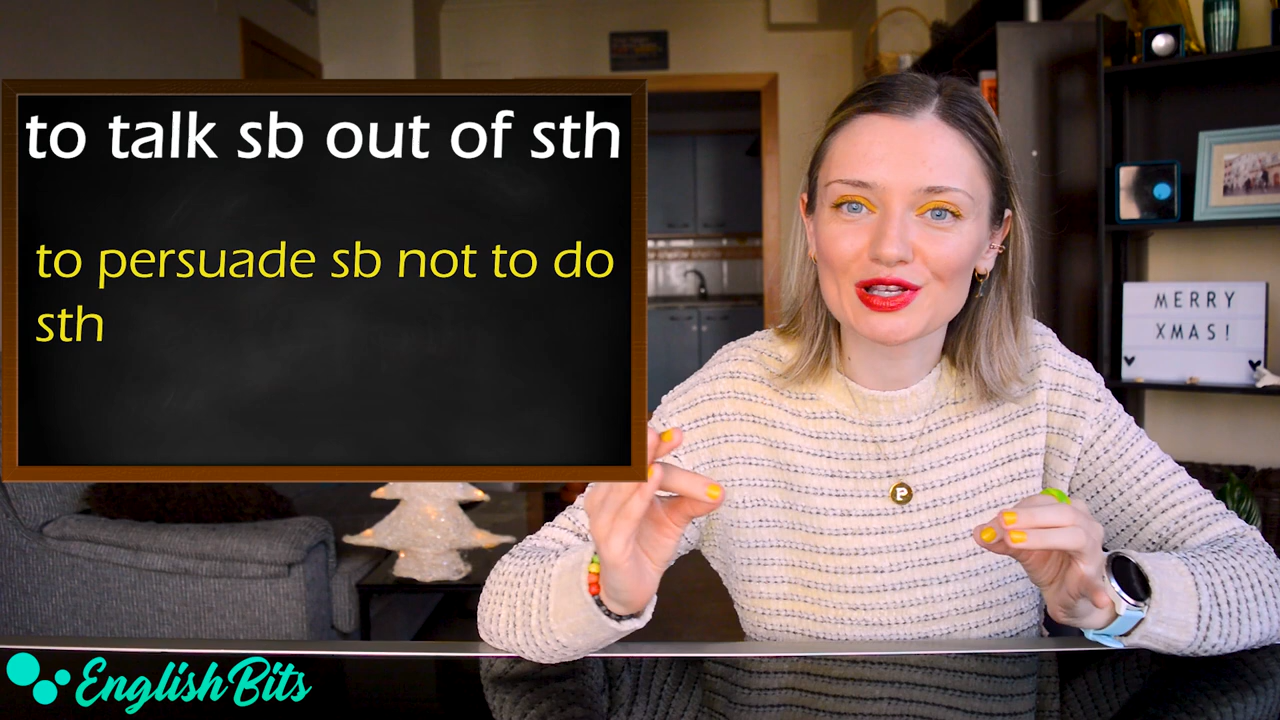 to talk sb out of sth
to persuade sb not to do
sth
MERRY
XMAS!
P
EnglishBits